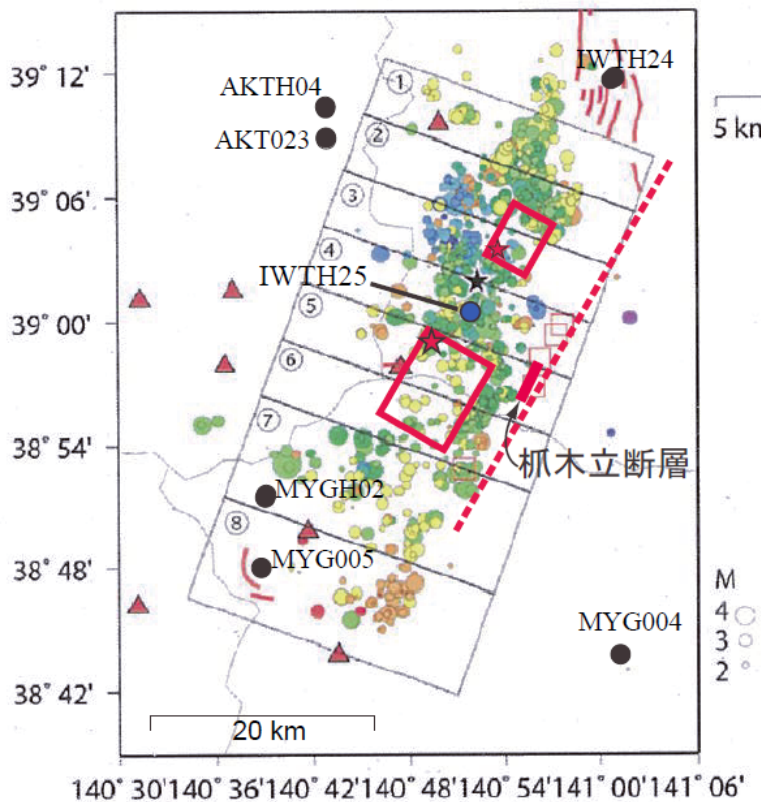 39° 12'
IWTH24
①
AKTH04
②
AKT023
5 km
③
39° 06'
④
IWTH25
⑤
39° 00'
⑥
⑦
38° 54'
枛木立断層
MYGH02
⑧
MYG005
38° 48'
M
4
MYG004
3
2
38° 42'
20 km
140° 30' 140° 36' 140° 42' 140° 48' 140° 54' 141° 00' 141° 06'